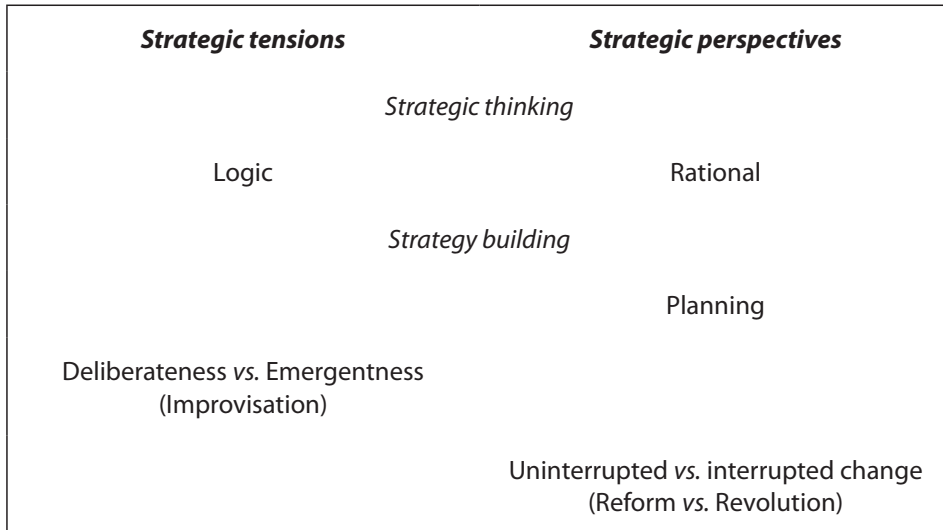 Strategic tensions Strategic perspectives
Strategic thinking
Logic Rational
Strategy building
Planning
Deliberateness vs. Emergentness
(Improvisation)
Uninterrupted vs. interrupted change
(Reform vs. Revolution)